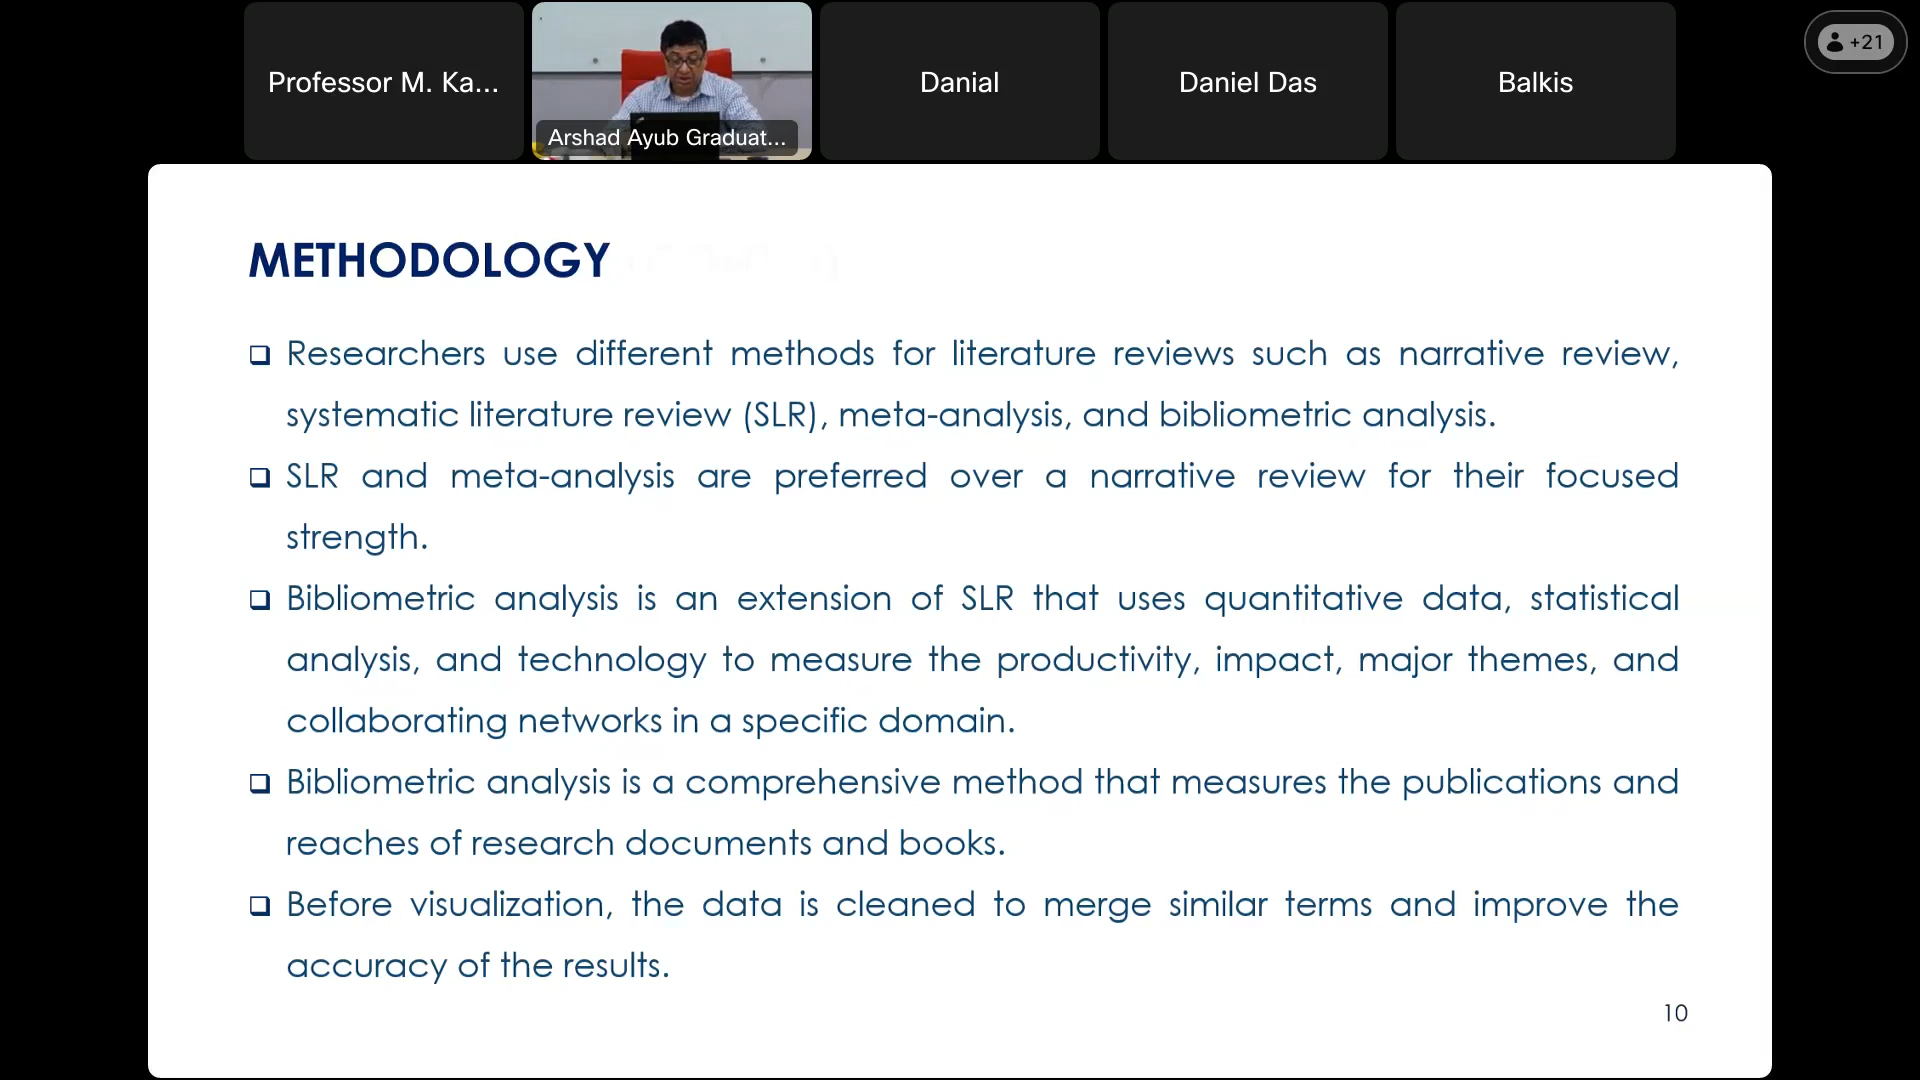 Professor M. Ka...
Arshad Ayub Graduat...
Danial
Daniel Das
Balkis
+21
METHODOLOGY
Researchers use different methods for literature reviews such as narrative review,
systematic literature review (SLR), meta-analysis, and bibliometric analysis.
SLR and meta-analysis are preferred over a narrative review for their focused
strength.
Bibliometric analysis is an extension of SLR that uses quantitative data, statistical
analysis, and technology to measure the productivity, impact, major themes, and
collaborating networks in a specific domain.
Bibliometric analysis is a comprehensive method that measures the publications and
reaches of research documents and books.
Before visualization, the data is cleaned to merge similar terms and improve the
accuracy of the results.
10